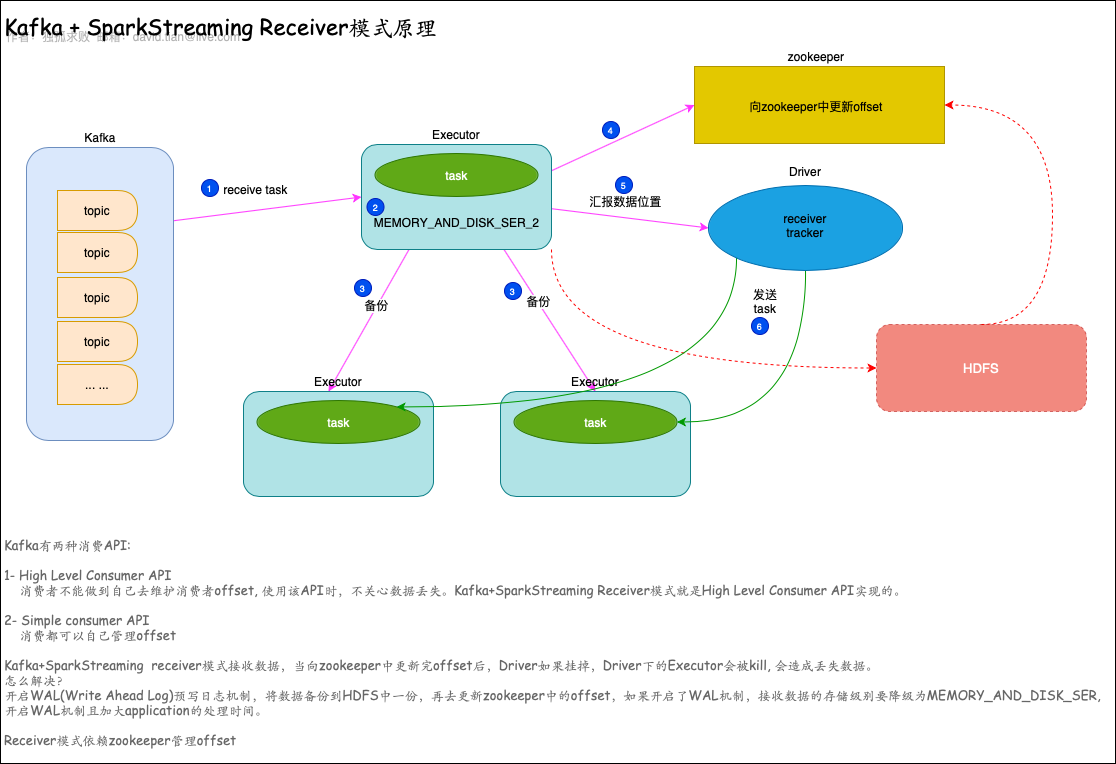 Kafka + SparkStreaming Receiver模式原理
作者：独孤求败 邮箱：david.tian@live.com
zookeeper
向zookeeper中更新offset
Kafka
Executor
4
task
Driver
1
receive task
5
汇报数据位置
topic
2
MEMORY_AND_DISK_SER_2
receiver
tracker
topic
3
备份
3
备份
发送
task
6
topic
topic
HDFS
... ...
Executor
Executor
task
task
Kafka有两种消费API:
1- High Level Consumer API
消费者不能做到自己去维护消费者offset, 使用该API时，不关心数据丢失。Kafka+SparkStreaming Receiver模式就是High Level Consumer API实现的。
2- Simple consumer API
消费都可以自己管理offset
Kafka+SparkStreaming receiver模式接收数据，当向zookeeper中更新完offset后，Driver如果挂掉，Driver下的Executor会被kill, 会造成丢失数据。
怎么解决?
开启WAL(Write Ahead Log)预写日志机制，将数据备份到HDFS中一份，再去更新zookeeper中的offset，如果开启了WAL机制，接收数据的存储级别要降级为MEMORY_AND_DISK_SER,
开启WAL机制且加大application的处理时间。
Receiver模式依赖zookeeper管理offset